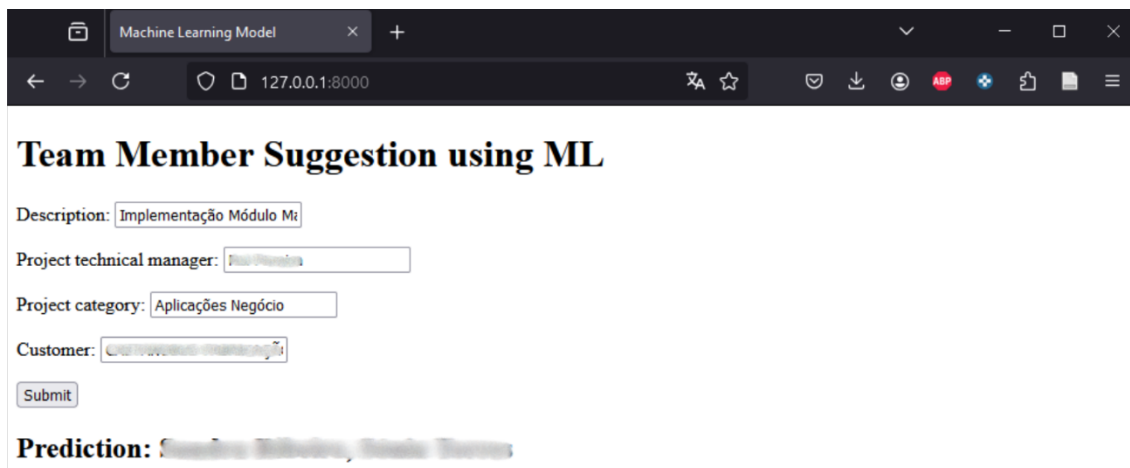 Machine Learning Model
127.0.0.1:8000
ABP
Team Member Suggestion using ML
Description: Implementação Módulo Ma
Project technical manager:
Project category: Aplicações Negócio
Customer:
Submit
Prediction: